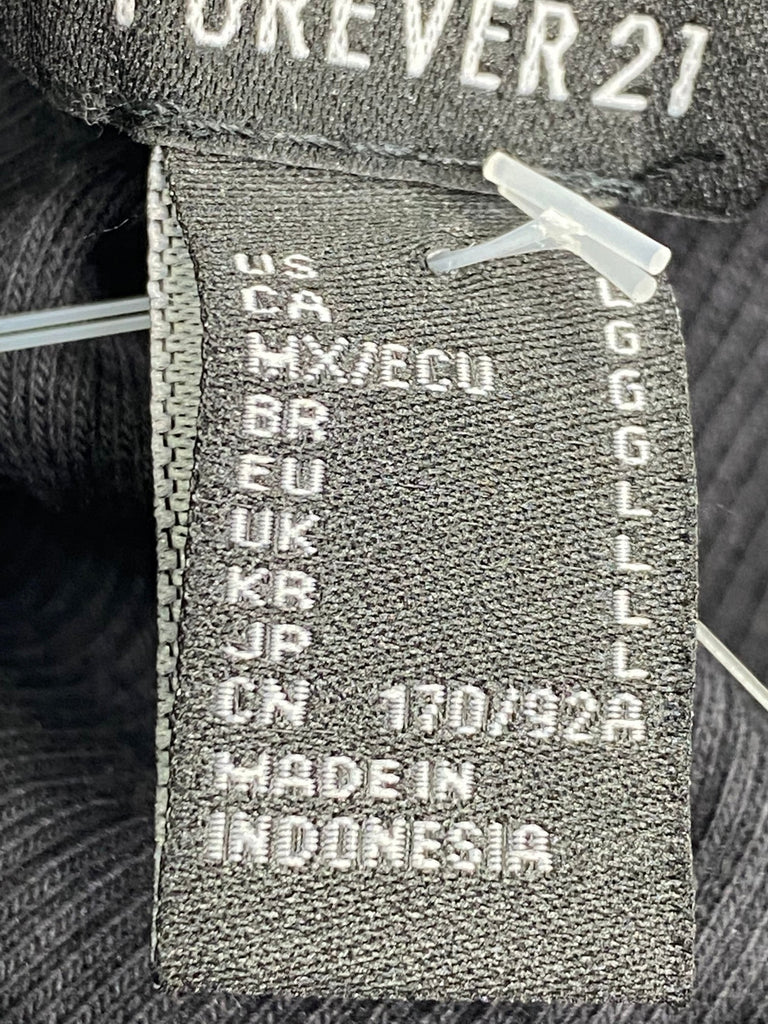 FOREVER 21
US L
CA G
MX/ECU G
BR G
EU L
UK L
KR L
JP L
CN 170/92A
MADE IN
INDONESIA